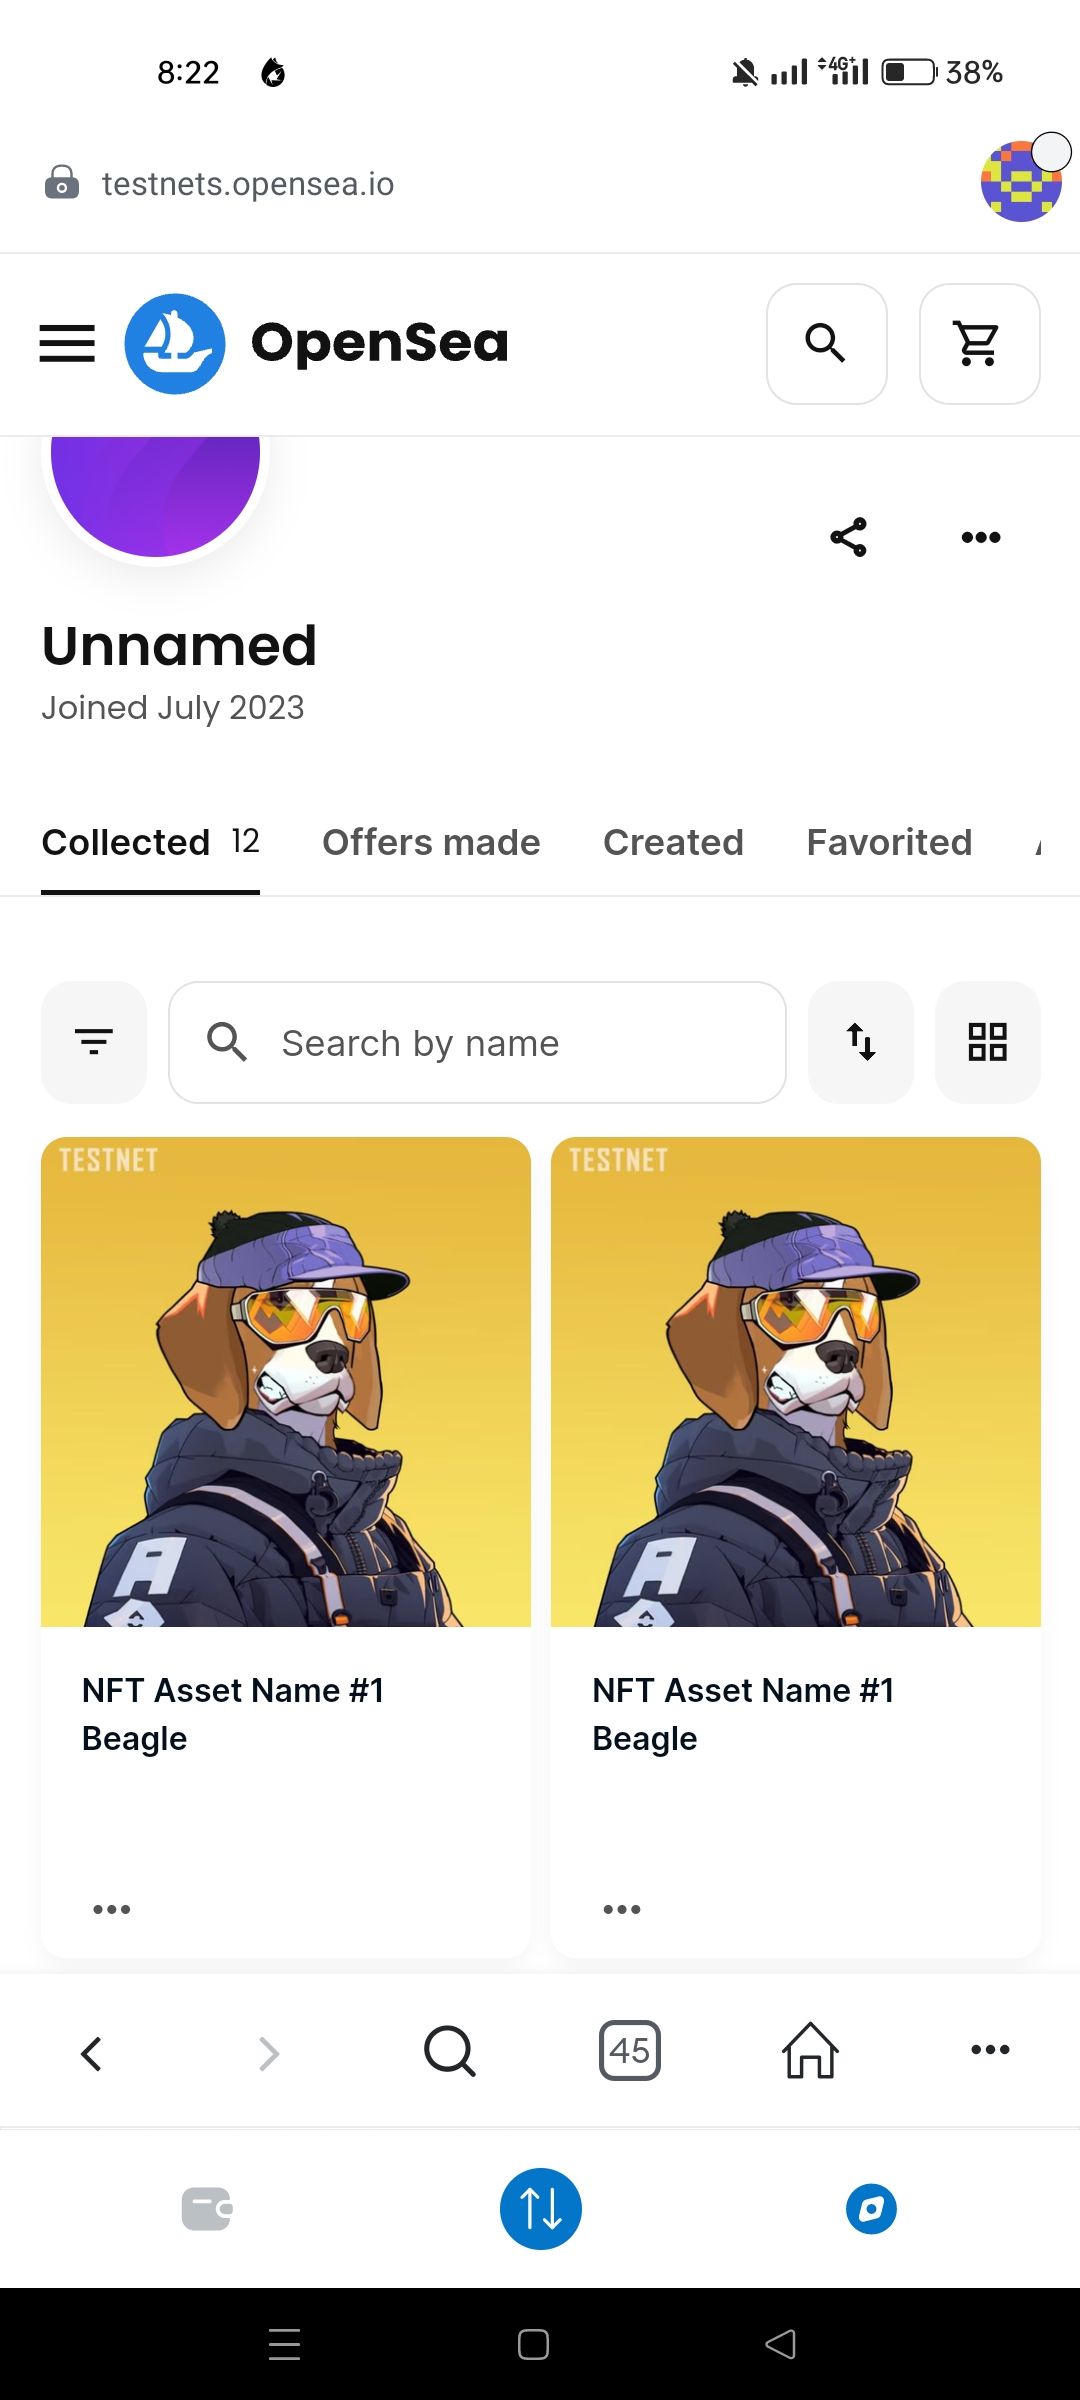 8:22
4G+
38%
testnets.opensea.io
OpenSea
Unnamed
Joined July 2023
Collected 12 Offers made Created Favorited
Search by name
TESTNET TESTNET
A A
NFT Asset Name #1
Beagle
NFT Asset Name #1
Beagle
45